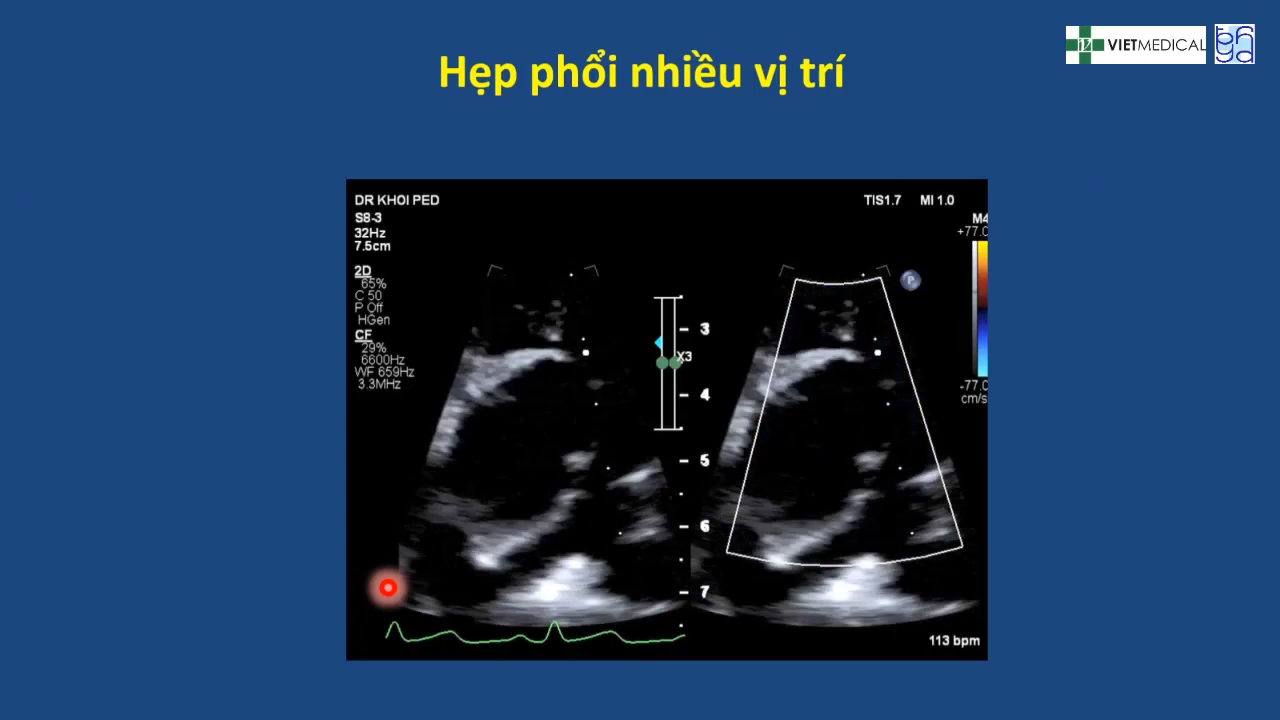 VIETMEDICAL
Hẹp phổi nhiều vị trí
DR KHOI PED
TIS1.7 MI 1.0
S8-3
32Hz
7.5cm
M4
+77.0
2D
65%
C 50
P Off
HGen
CF
29%
6600Hz
WF 659Hz
3.3MHz
P
X3
3
4
5
6
7
-77.0
cm/s
113 bpm